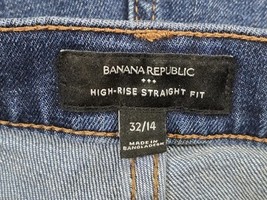 BANANA REPUBLIC
HIGH-RISE STRAIGHT FIT
32/14
MADE IN
BANGLADESH